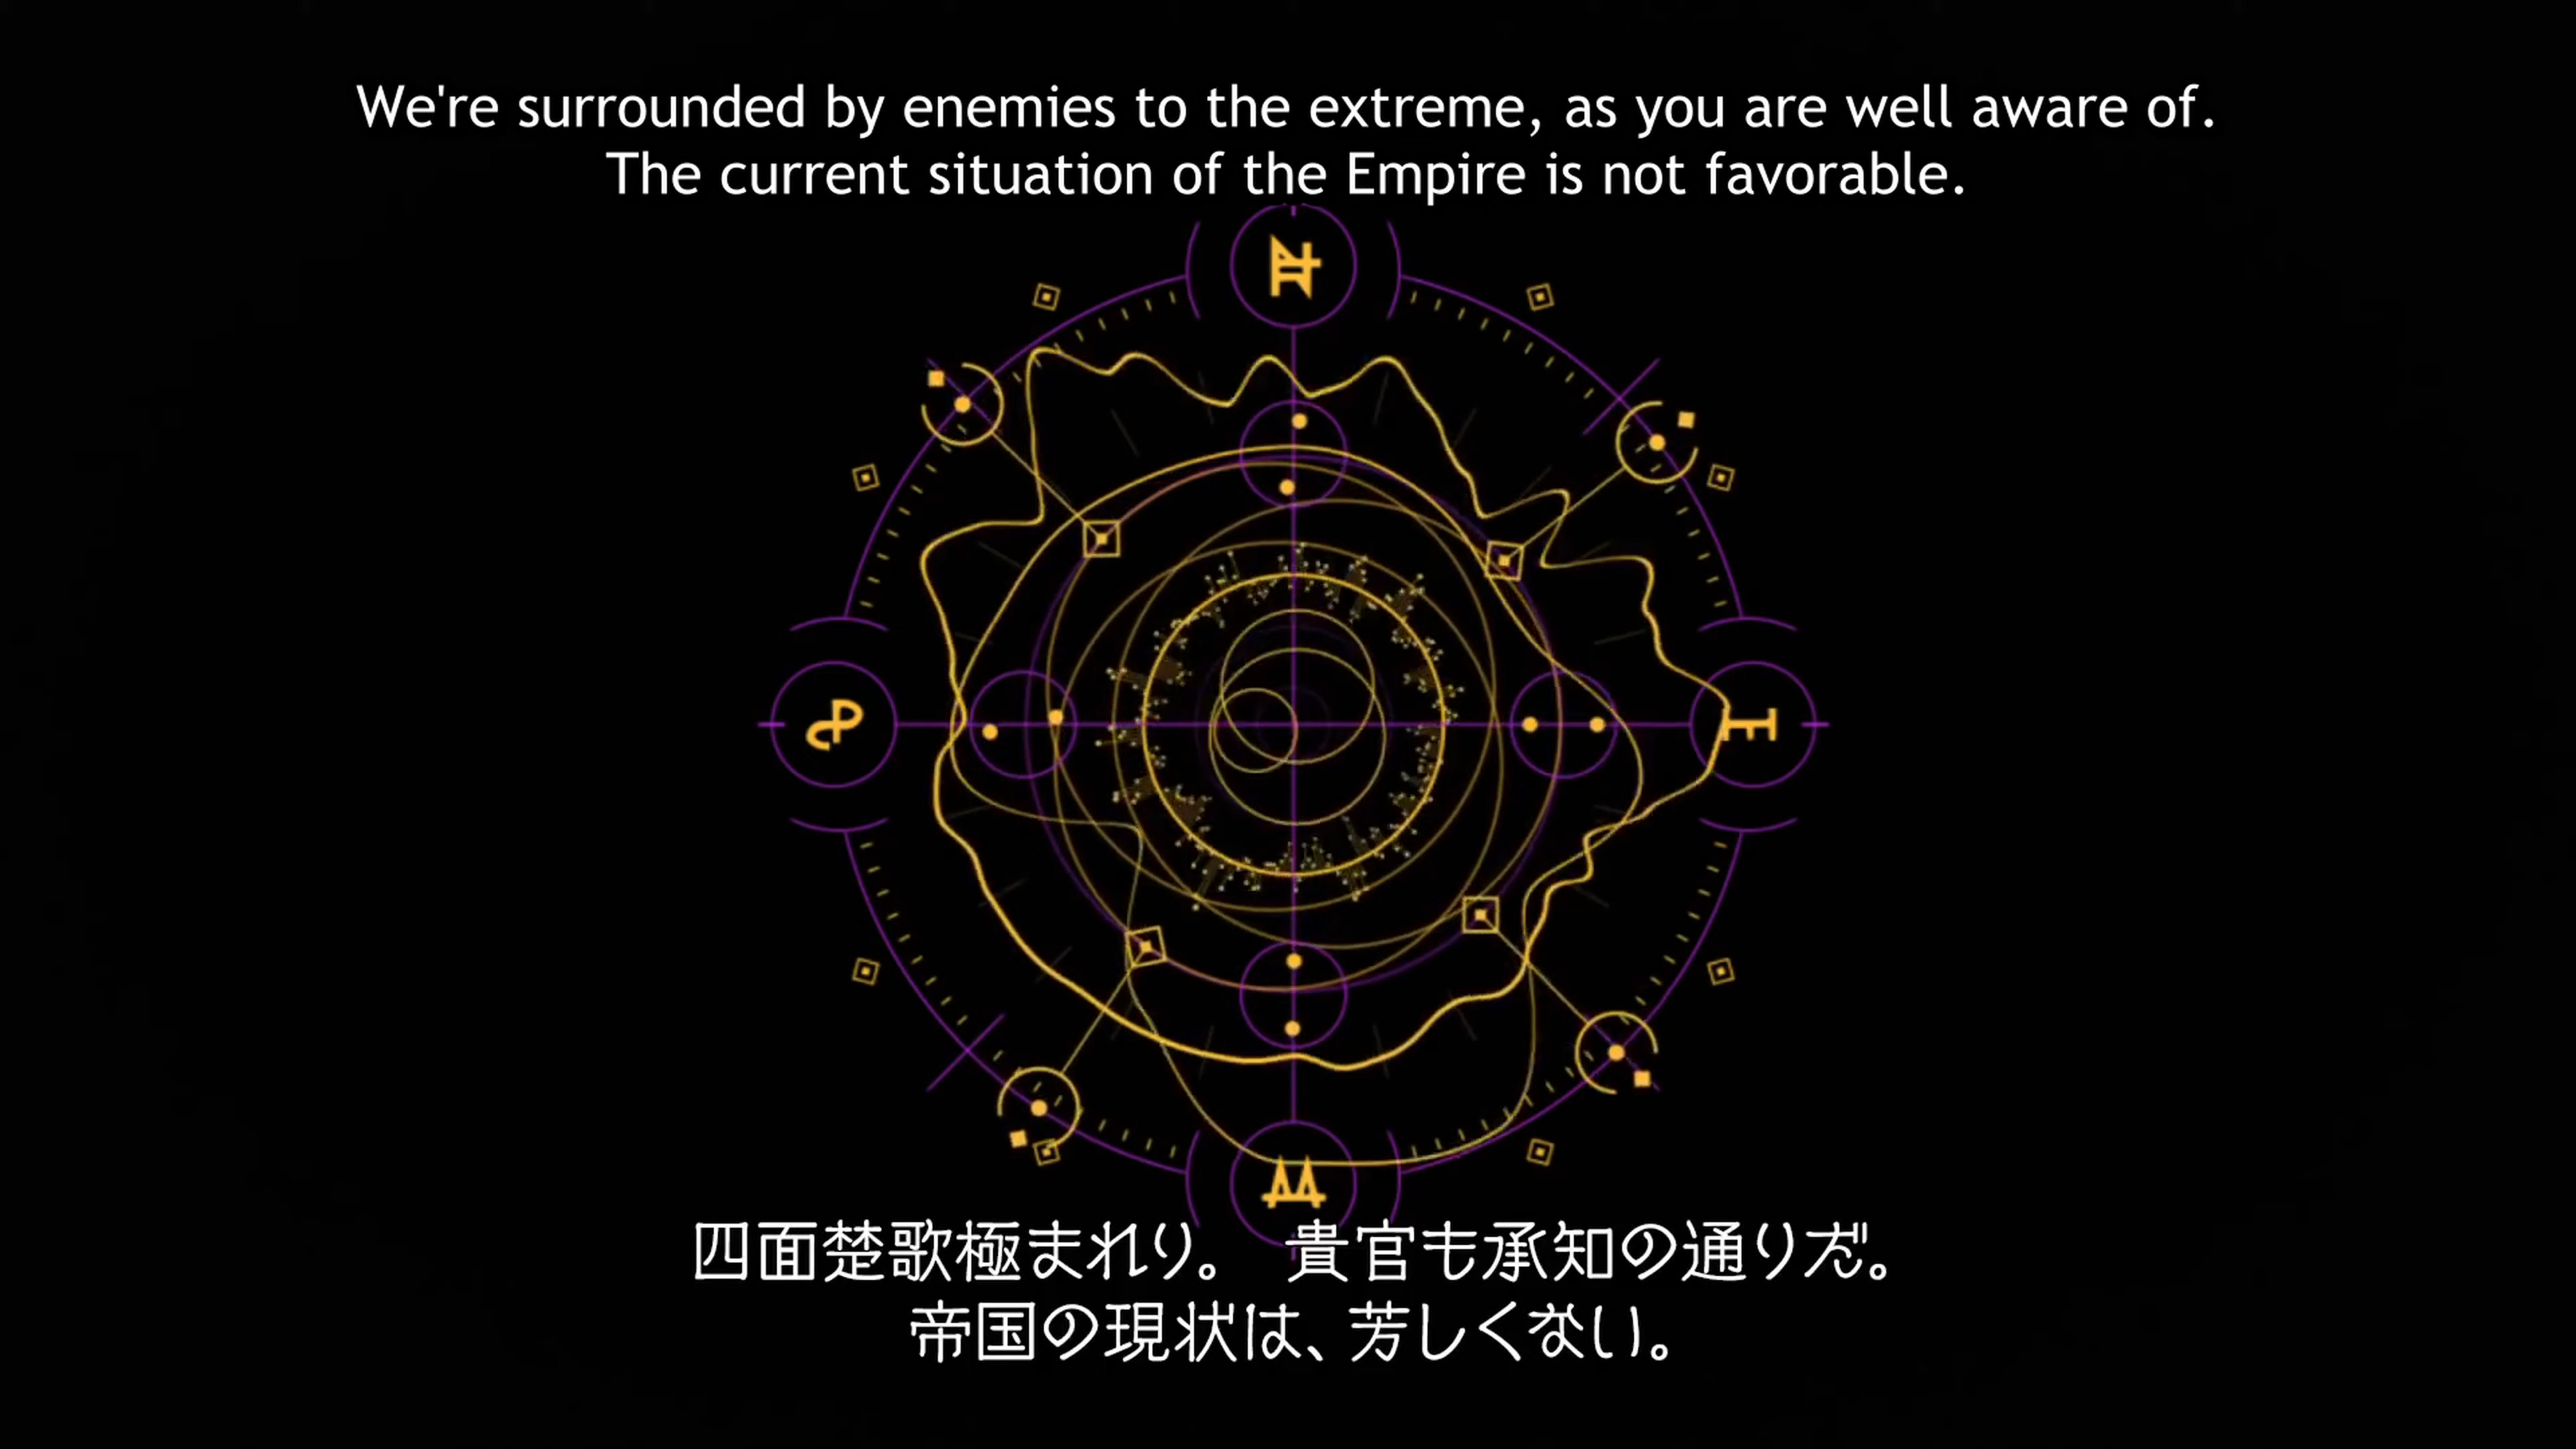 We're surrounded by enemies to the extreme, as you are well aware of.
The current situation of the Empire is not favorable.
四面楚歌極まれり。　貴官も承知の通りだ。
帝国の現状は、芳しくない。